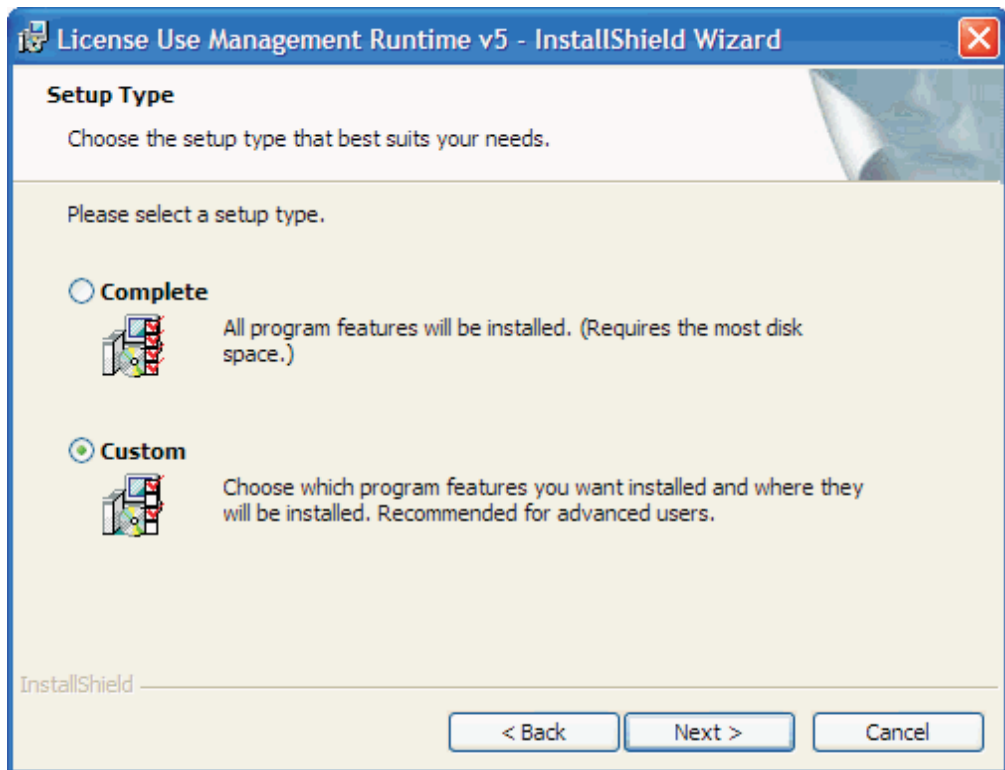 License Use Management Runtime v5 - InstallShield Wizard
Setup Type
Choose the setup type that best suits your needs.
Please select a setup type.
Complete
All program features will be installed. (Requires the most disk
space.)
Custom
Choose which program features you want installed and where they
will be installed. Recommended for advanced users.
InstallShield
< Back
Next >
Cancel